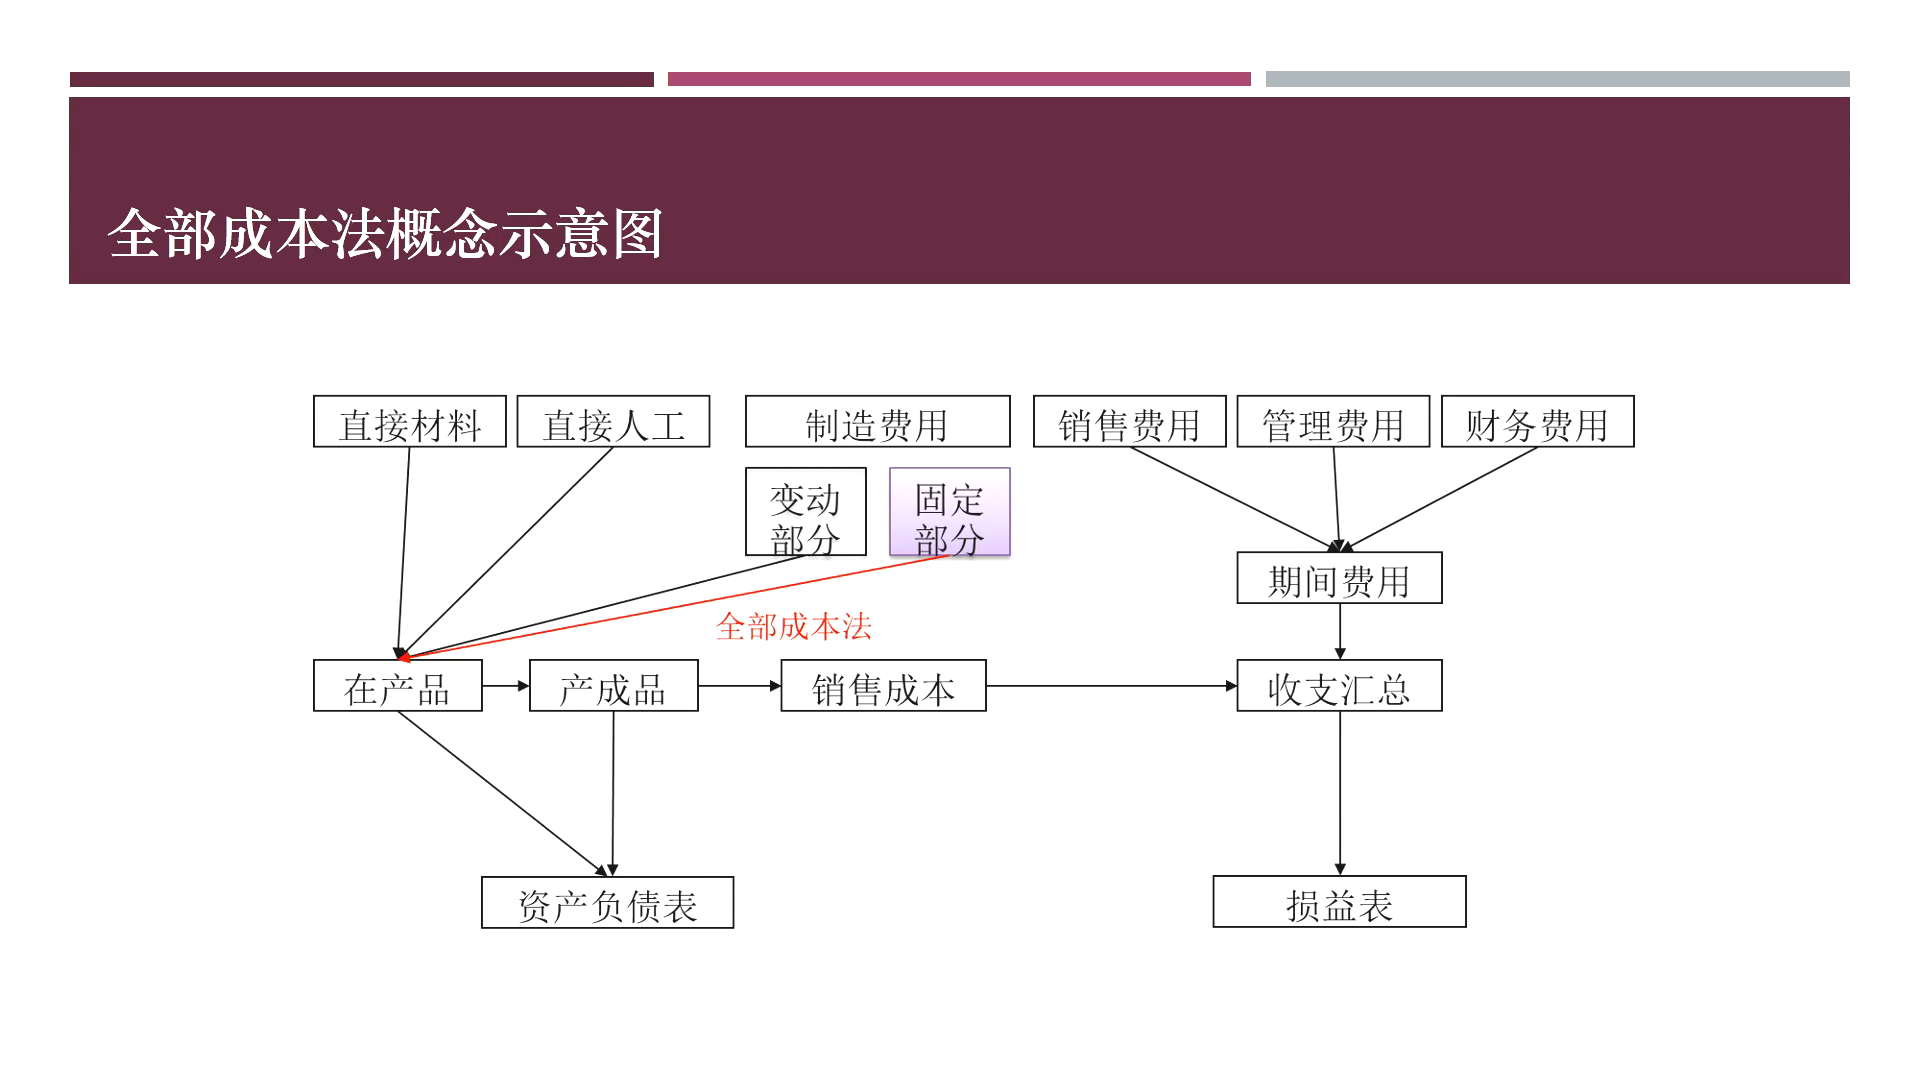 全部成本法概念示意图
直接材料
直接人工
制造费用
销售费用
管理费用
财务费用
变动
部分
固定
部分
期间费用
全部成本法
在产品
产成品
销售成本
收支汇总
资产负债表
损益表